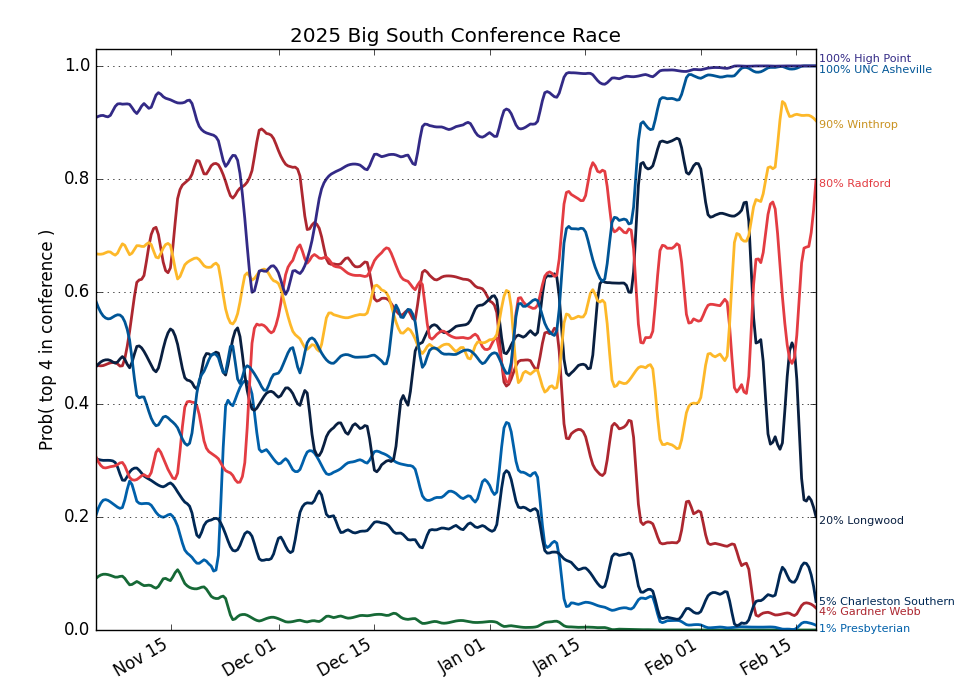 2025 Big South Conference Race
Prob( top 4 in conference )
1.0
0.8
0.6
0.4
0.2
0.0
Nov 15
Dec 01
Dec 15
Jan 01
Jan 15
Feb 01
Feb 15
100% High Point
100% UNC Asheville
90% Winthrop
80% Radford
20% Longwood
5% Charleston Southern
4% Gardner Webb
1% Presbyterian